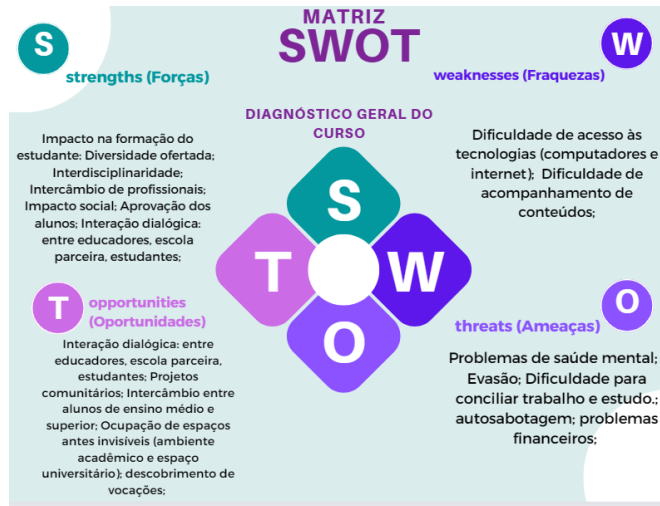 MATRIZ
SWOT
S
strengths (Forças)
W
weaknesses (Fraquezas)
DIAGNÓSTICO GERAL DO
CURSO
Impacto na formação do
estudante: Diversidade ofertada;
Interdisciplinaridade;
Intercâmbio de profissionais;
Impacto social; Aprovação dos
alunos; Interação dialógica:
entre educadores, escola
parceira, estudantes;
Dificuldade de acesso às
tecnologias (computadores e
internet); Dificuldade de
acompanhamento de
conteúdos;
S
T
W
O
T
opportunities
(Oportunidades)
Interação dialógica: entre
educadores, escola parceira,
estudantes; Projetos
comunitários; Intercâmbio entre
alunos de ensino médio e
superior; Ocupação de espaços
antes invisíveis (ambiente
acadêmico e espaço
universitário); descobrimento de
vocações;
O
threats (Ameaças)
Problemas de saúde mental;
Evasão; Dificuldade para
conciliar trabalho e estudo.;
autosabotagem; problemas
financeiros;